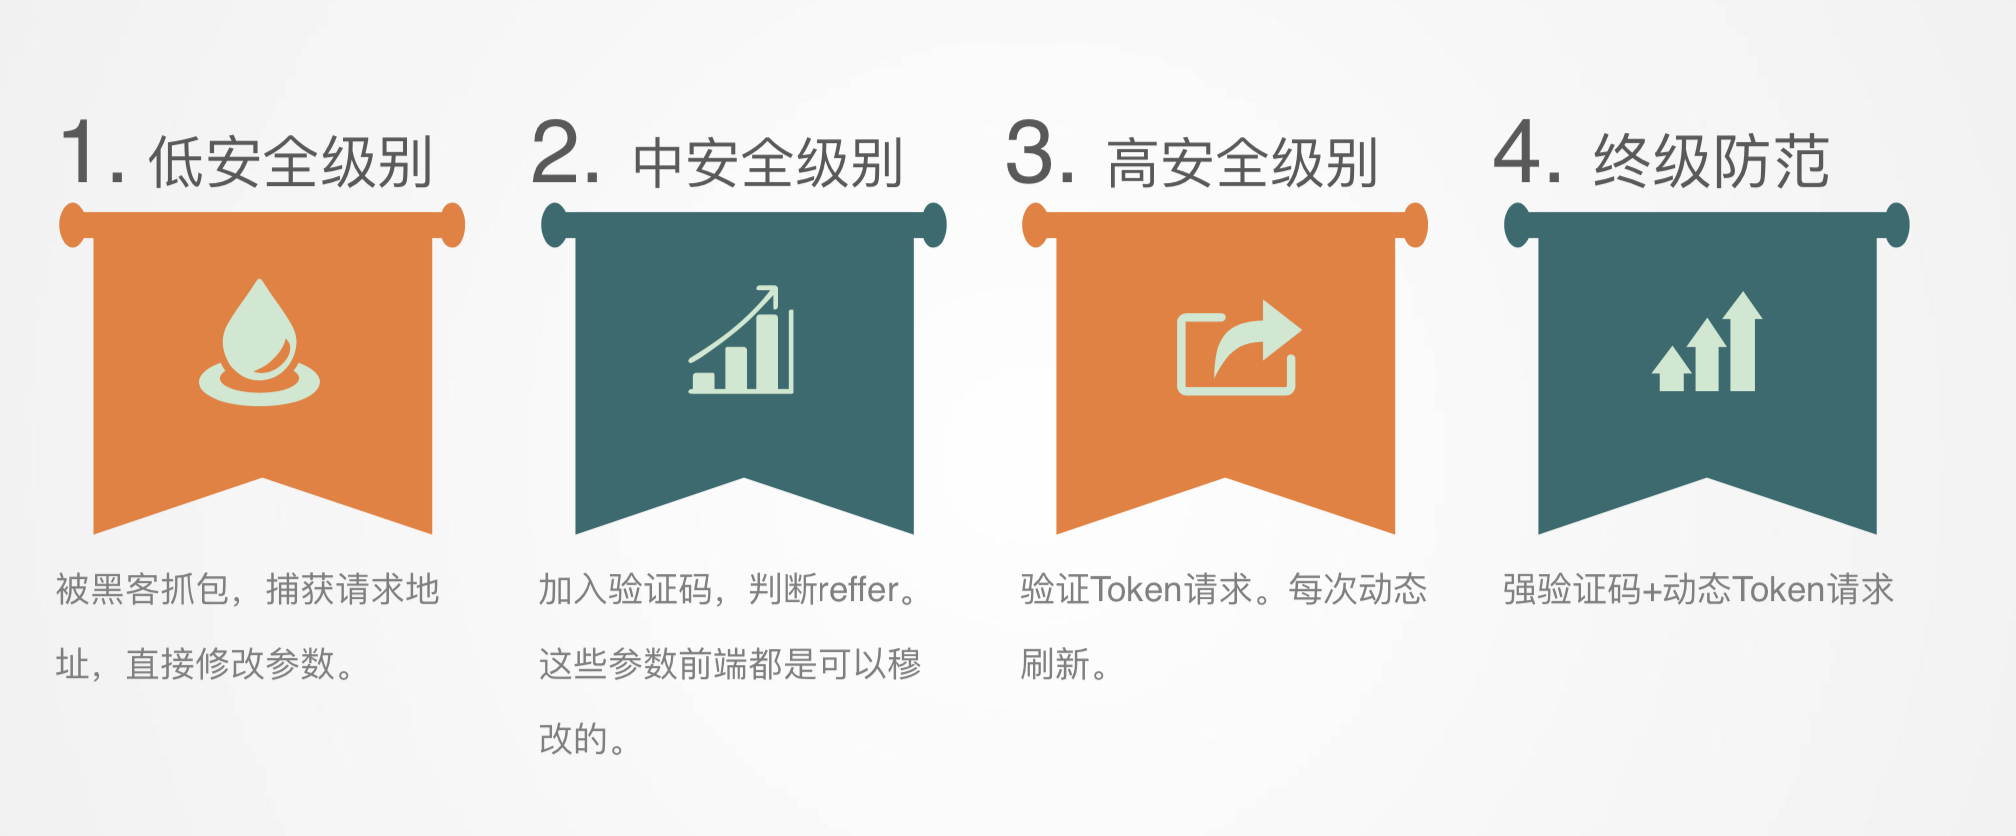 1. 低安全级别
被黑客抓包，捕获请求地
址，直接修改参数。
2. 中安全级别
加入验证码，判断reffer。
这些参数前端都是可以穆
改的。
3. 高安全级别
验证Token请求。每次动态
刷新。
4. 终级防范
强验证码+动态Token请求